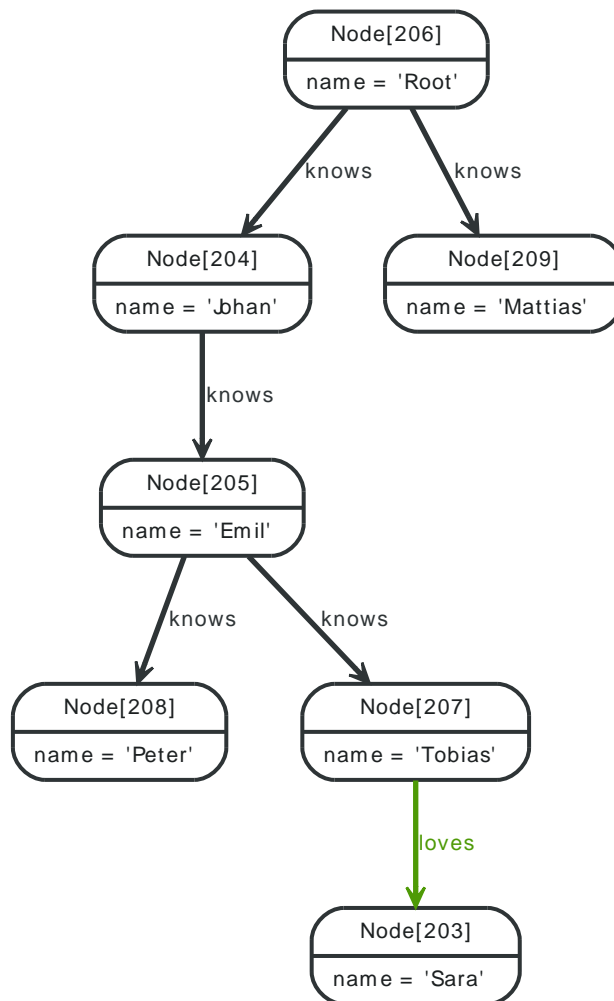 Node[206]
name = 'Root'
knows
knows
Node[204]
name = 'Johan'
Node[209]
name = 'Mattias'
knows
Node[205]
name = 'Emil'
knows
knows
Node[208]
name = 'Peter'
Node[207]
name = 'Tobias'
loves
Node[203]
name = 'Sara'